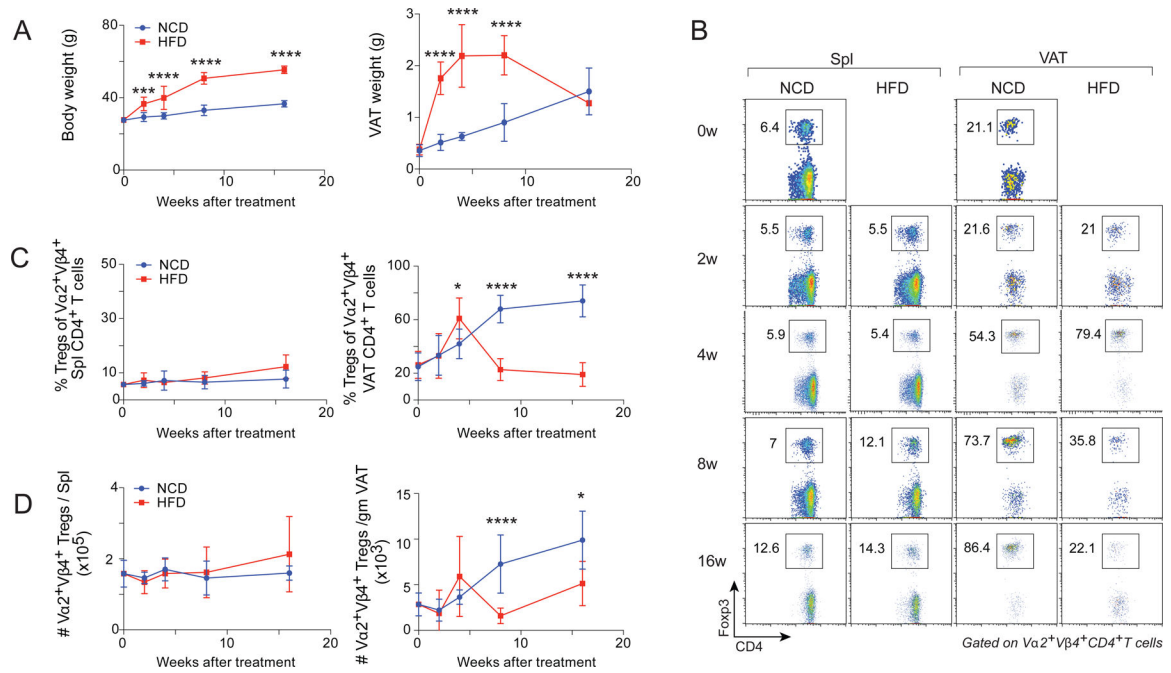 A
Body weight (g)
80
60
40
20
0
0
10
20
Weeks after treatment
NCD
HFD
***
****
****
****
VAT weight (g)
3
2
1
0
0
10
20
Weeks after treatment
****
****
****
B
Spl
VAT
NCD
HFD
NCD
HFD
0w
6.4
21.1
2w
5.5
5.5
21.6
21
4w
5.9
5.4
54.3
79.4
8w
7
12.1
73.7
35.8
16w
12.6
14.3
86.4
22.1
Foxp3
CD4
Gated on Vα2⁺Vβ4⁺CD4⁺T cells
C
% Tregs of Vα2⁺Vβ4⁺
Spl CD4⁺ T cells
50
30
10
0
0
10
20
Weeks after treatment
NCD
HFD
% Tregs of Vα2⁺Vβ4⁺
VAT CD4⁺ T cells
100
60
20
0
0
10
20
Weeks after treatment
*
****
****
D
# Vα2⁺Vβ4⁺ Tregs / Spl
(x10⁵)
4
2
0
0
10
20
Weeks after treatment
NCD
HFD
# Vα2⁺Vβ4⁺ Tregs /gm VAT
(x10³)
15
10
5
0
0
10
20
Weeks after treatment
****
*